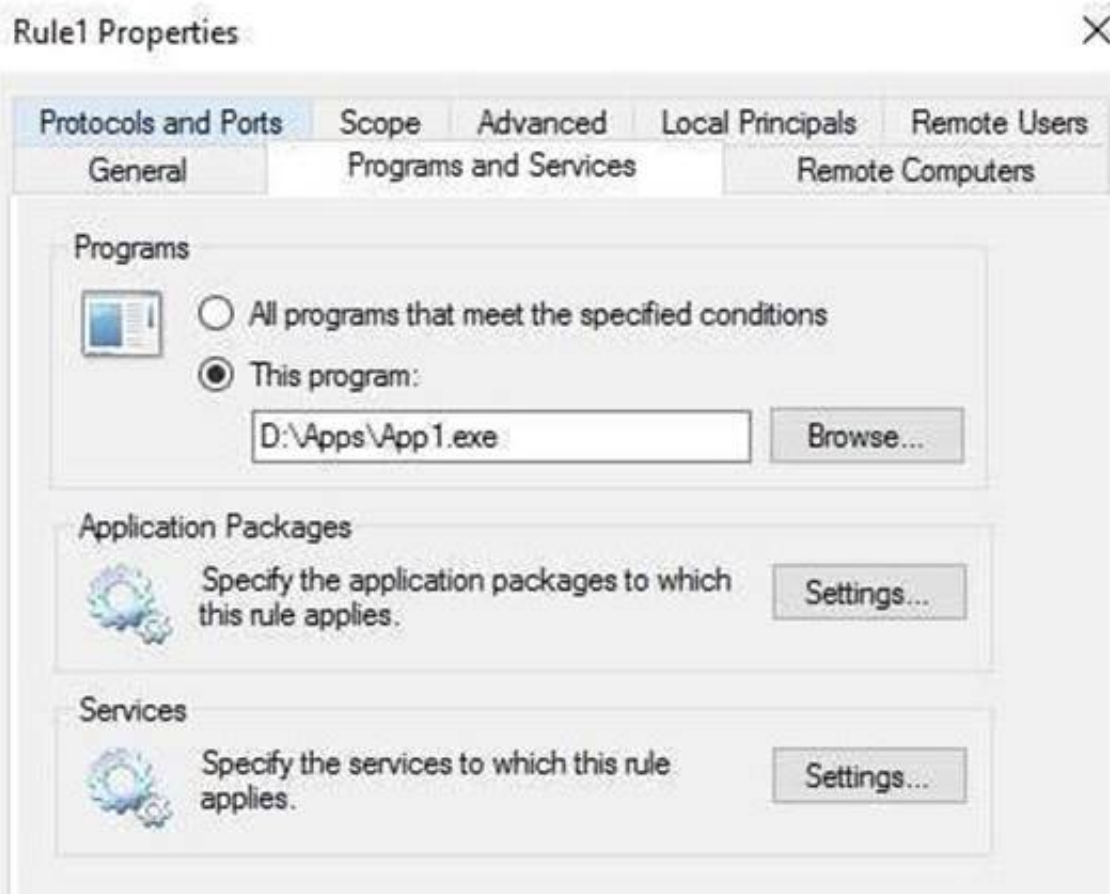 Rule1 Properties
Protocols and Ports Scope Advanced Local Principals Remote Users
General Programs and Services Remote Computers
Programs
All programs that meet the specified conditions
This program:
D:\Apps\App1.exe Browse...
Application Packages
Specify the application packages to which
this rule applies.
Settings...
Services
Specify the services to which this rule
applies.
Settings...